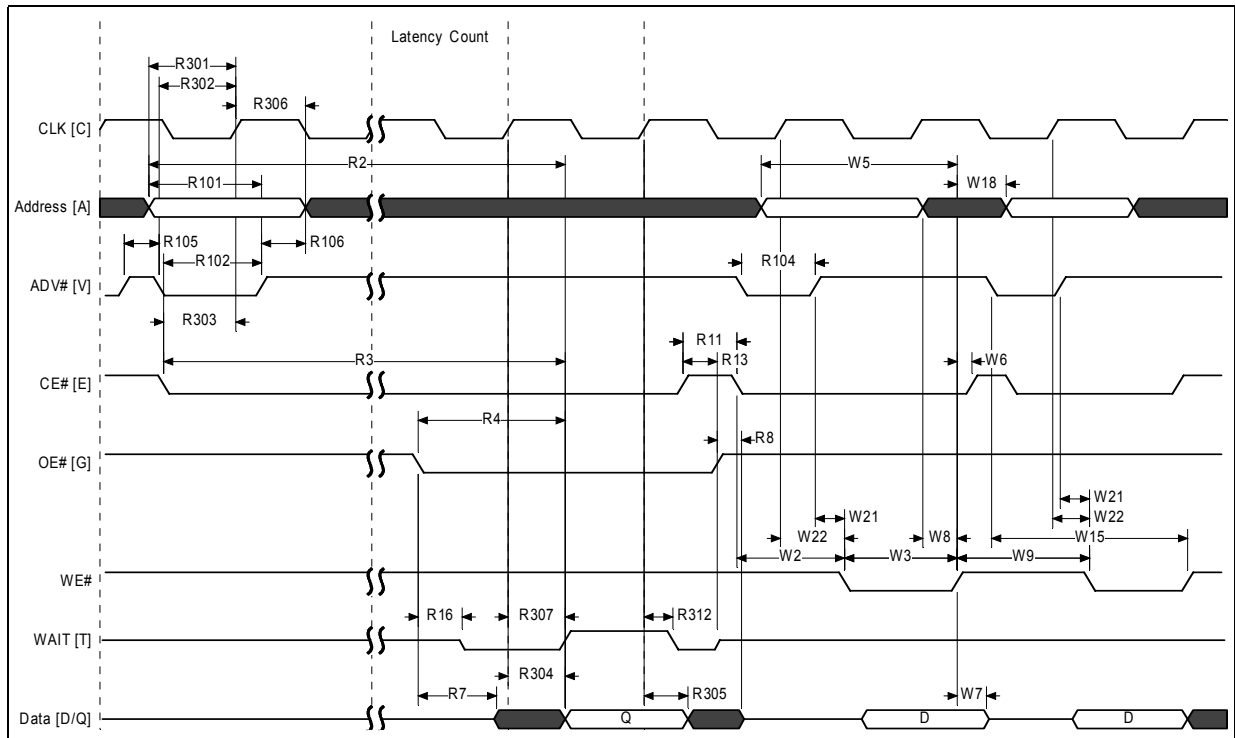 Latency Count
R301
R302
R306
CLK [C]
R2
W5
R101
W18
Address [A]
R105
R106
R102
R104
ADV# [V]
R303
R11
R3
R13
W6
CE# [E]
R4
R8
OE# [G]
W21
W21
W22
W22
W8
W15
W2
W3
W9
WE#
R16
R307
R312
WAIT [T]
R304
R7
R305
W7
Data [D/Q]
Q
D
D